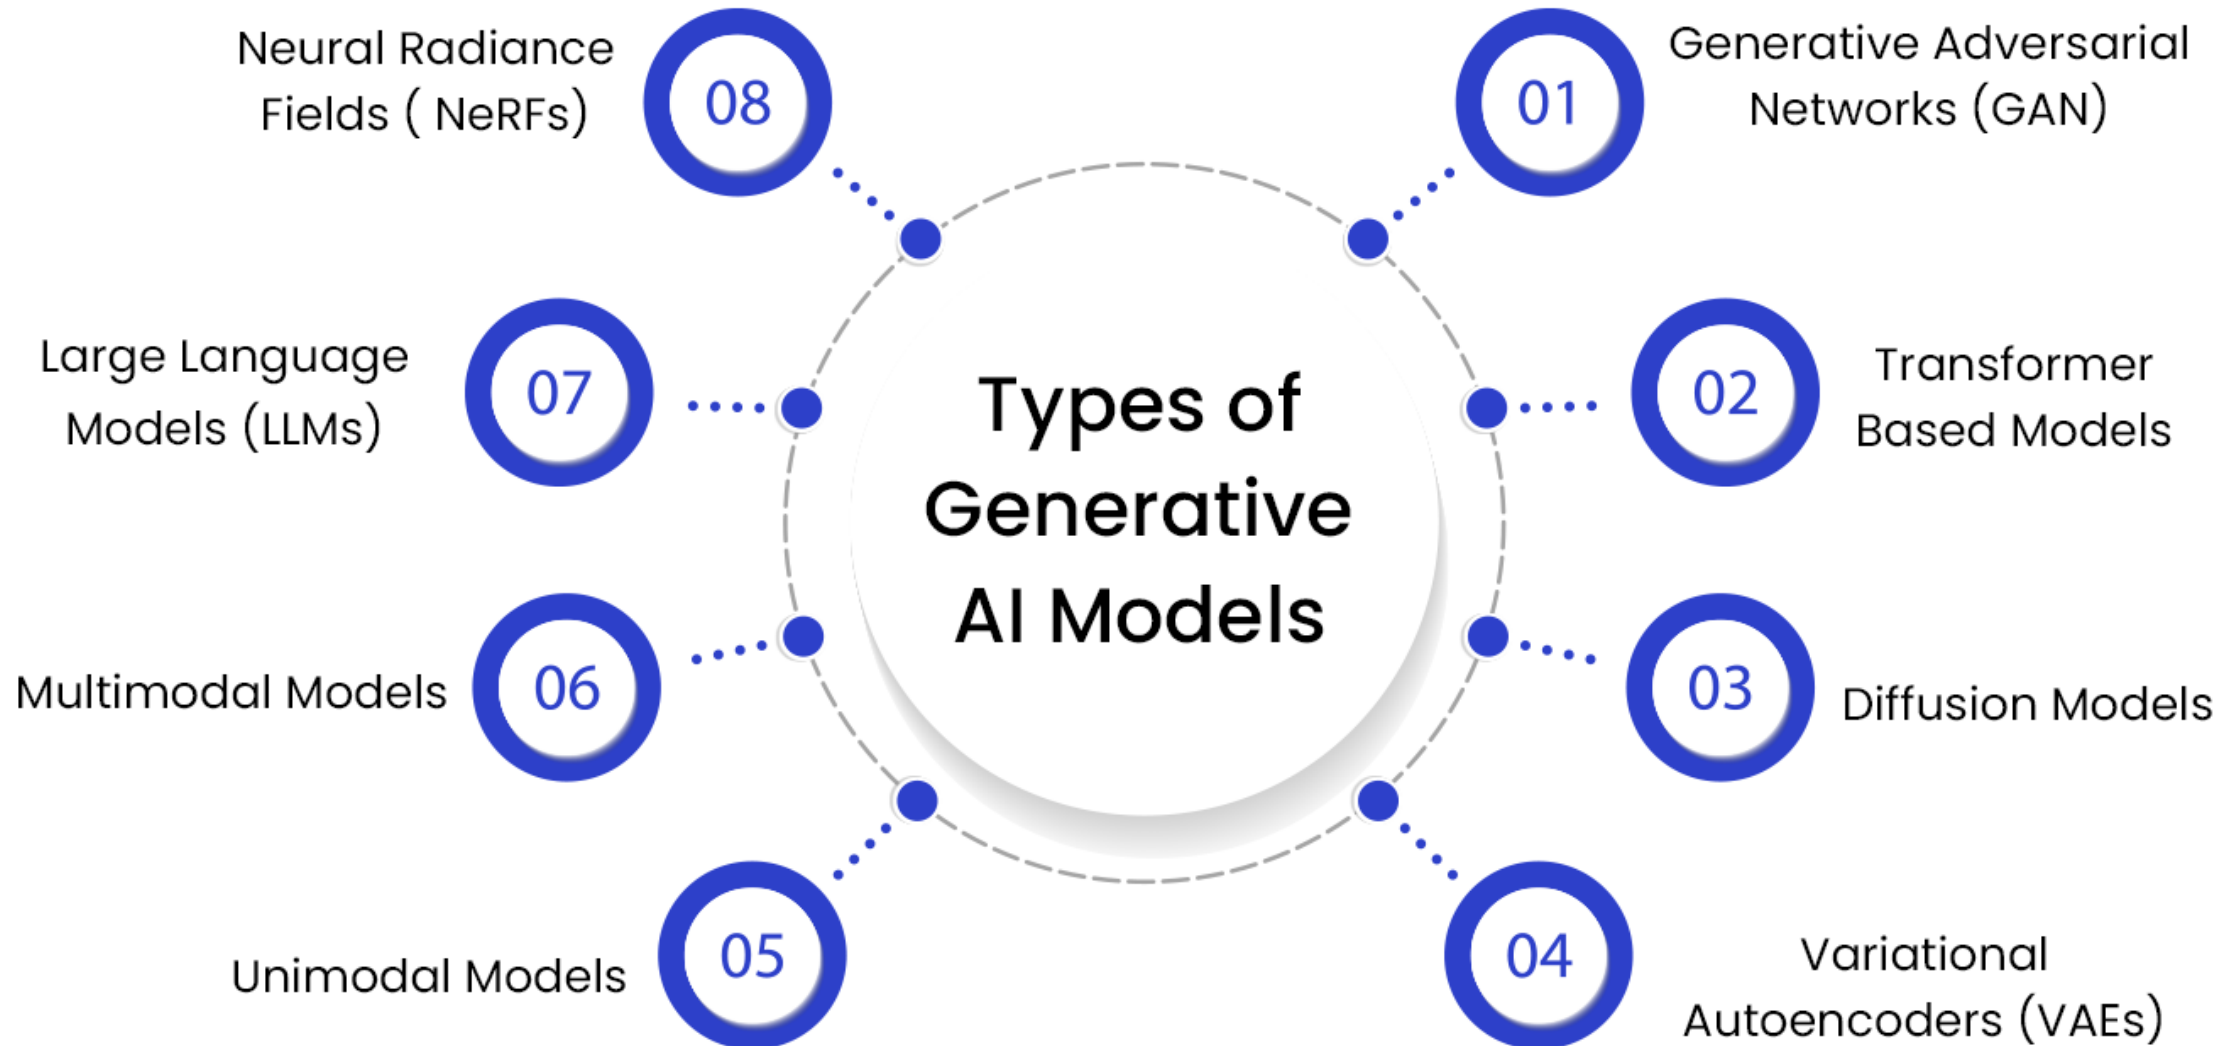 Types of
Generative
AI Models
01
Generative Adversarial
Networks (GAN)
02
Transformer
Based Models
03
Diffusion Models
04
Variational
Autoencoders (VAEs)
05
Unimodal Models
06
Multimodal Models
07
Large Language
Models (LLMs)
08
Neural Radiance
Fields ( NeRFs)